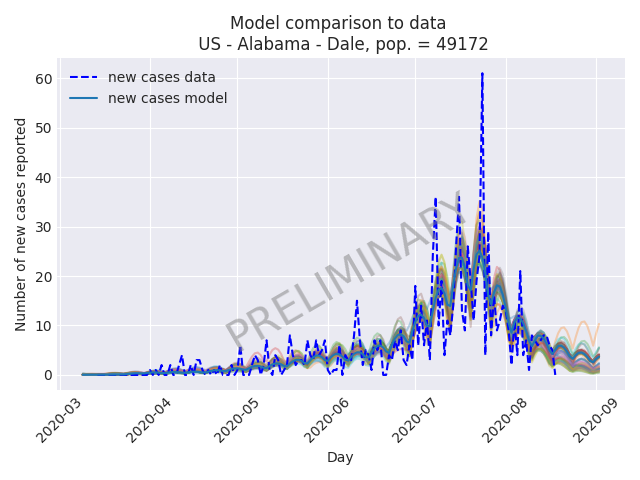 Model comparison to data
US - Alabama - Dale, pop. = 49172
new cases data
new cases model
PRELIMINARY
Number of new cases reported
60
50
40
30
20
10
0
2020-03
2020-04
2020-05
2020-06
2020-07
2020-08
2020-09
Day